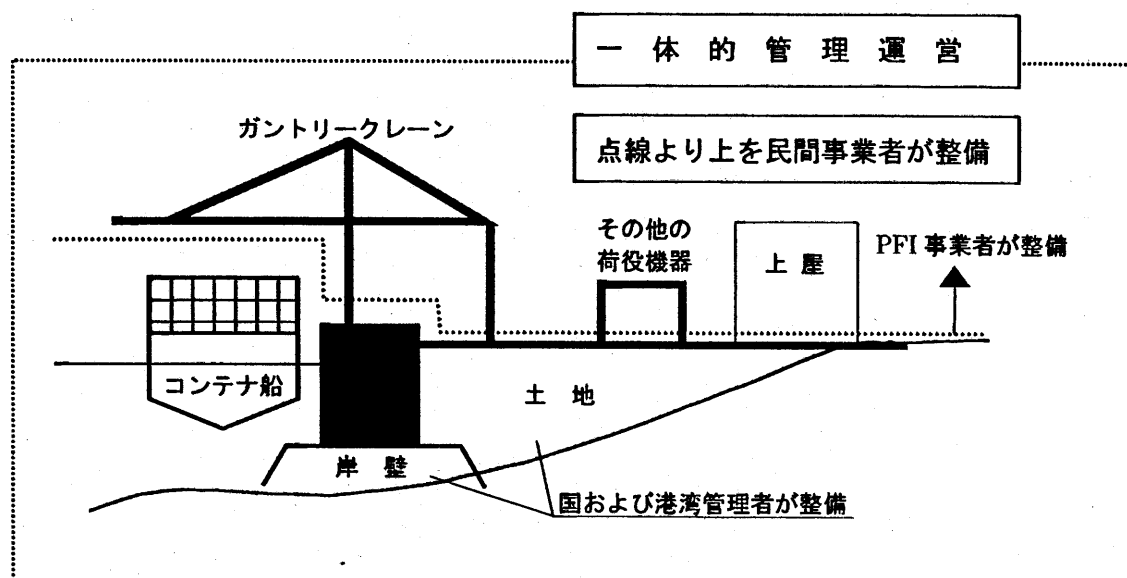 一体的管理運営
点線より上を民間事業者が整備
ガントリークレーン
その他の
荷役機器
上屋
PFI 事業者が整備
コンテナ船
土地
岸壁
国および港湾管理者が整備